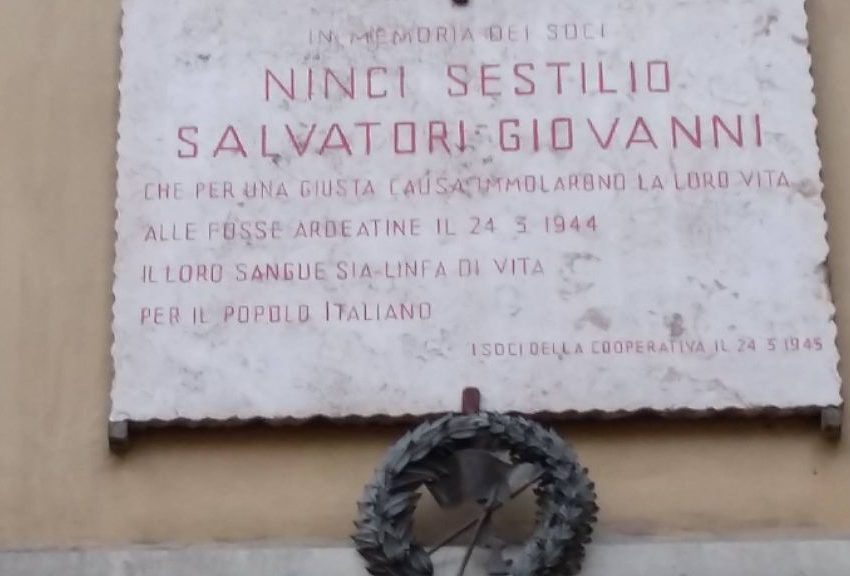 IN MEMORIA DEI SOCI
NINCI SESTILIO
SALVATORI GIOVANNI
CHE PER UNA GIUSTA CAUSA IMMOLARONO LA LORO VITA
ALLE FOSSE ARDEATINE IL 24 3 1944
IL LORO SANGUE SIA LINFA DI VITA
PER IL POPOLO ITALIANO
I SOCI DELLA COOPERATIVA IL 24 3 1945